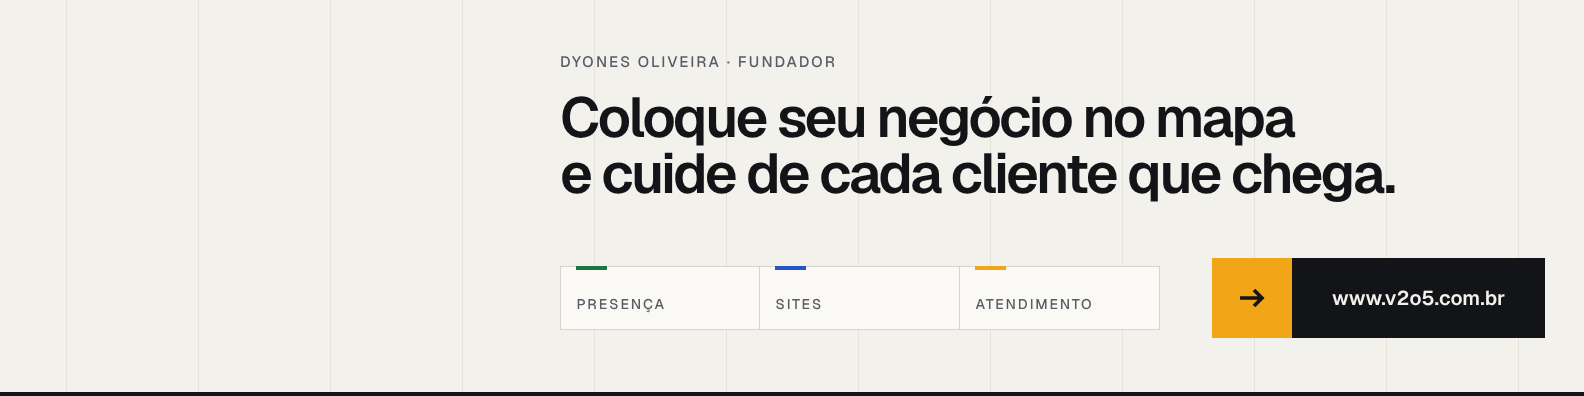 DYONES OLIVEIRA · FUNDADOR
Coloque seu negócio no mapa
e cuide de cada cliente que chega.
PRESENÇA
SITES
ATENDIMENTO
→ www.v2o5.com.br